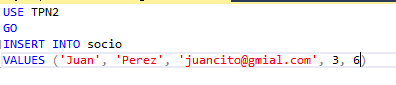 USE TPN2
GO
INSERT INTO socio
VALUES ('Juan', 'Perez', 'juancito@gmial.com', 3, 6)